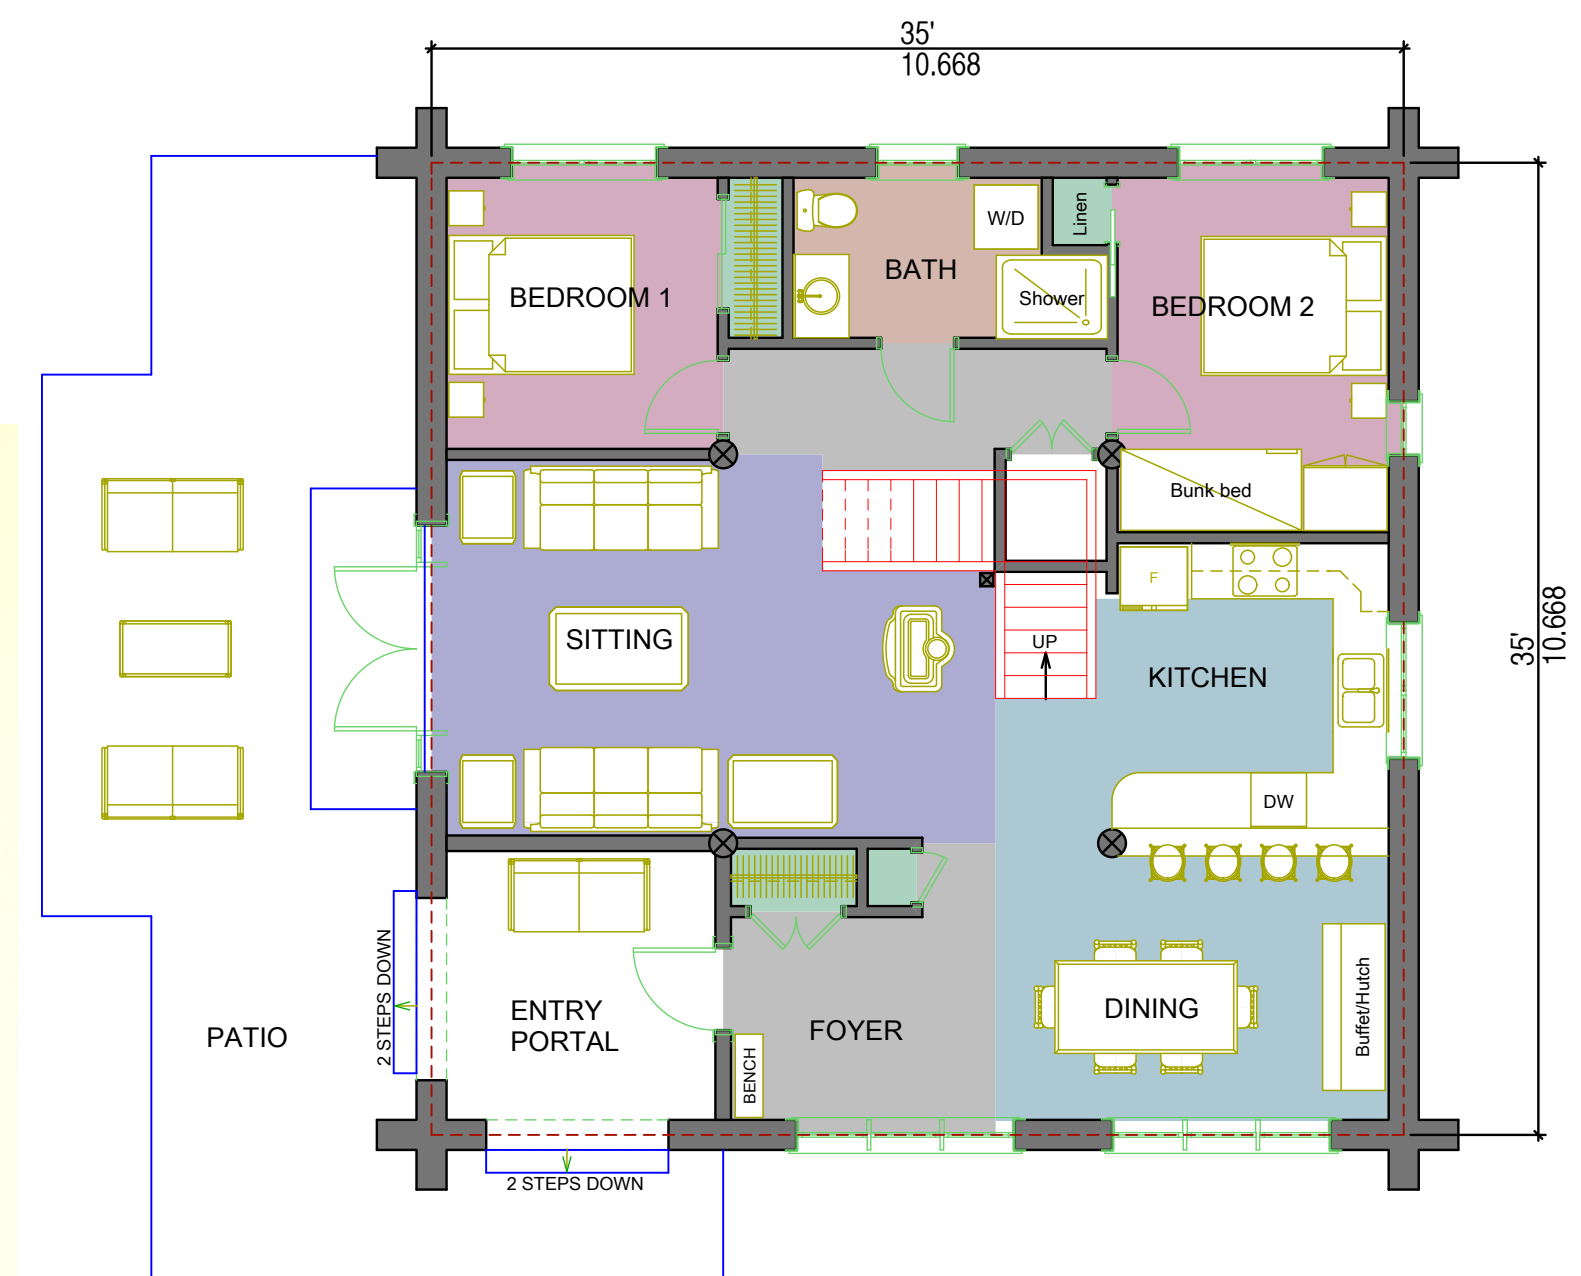 35'
10.668
W/D
Linen
BATH
BEDROOM 1
Shower
BEDROOM 2
Bunk bed
F
35'
10.668
SITTING
UP
KITCHEN
DW
2 STEPS DOWN
PATIO
ENTRY
PORTAL
FOYER
BENCH
DINING
Buffet/Hutch
2 STEPS DOWN